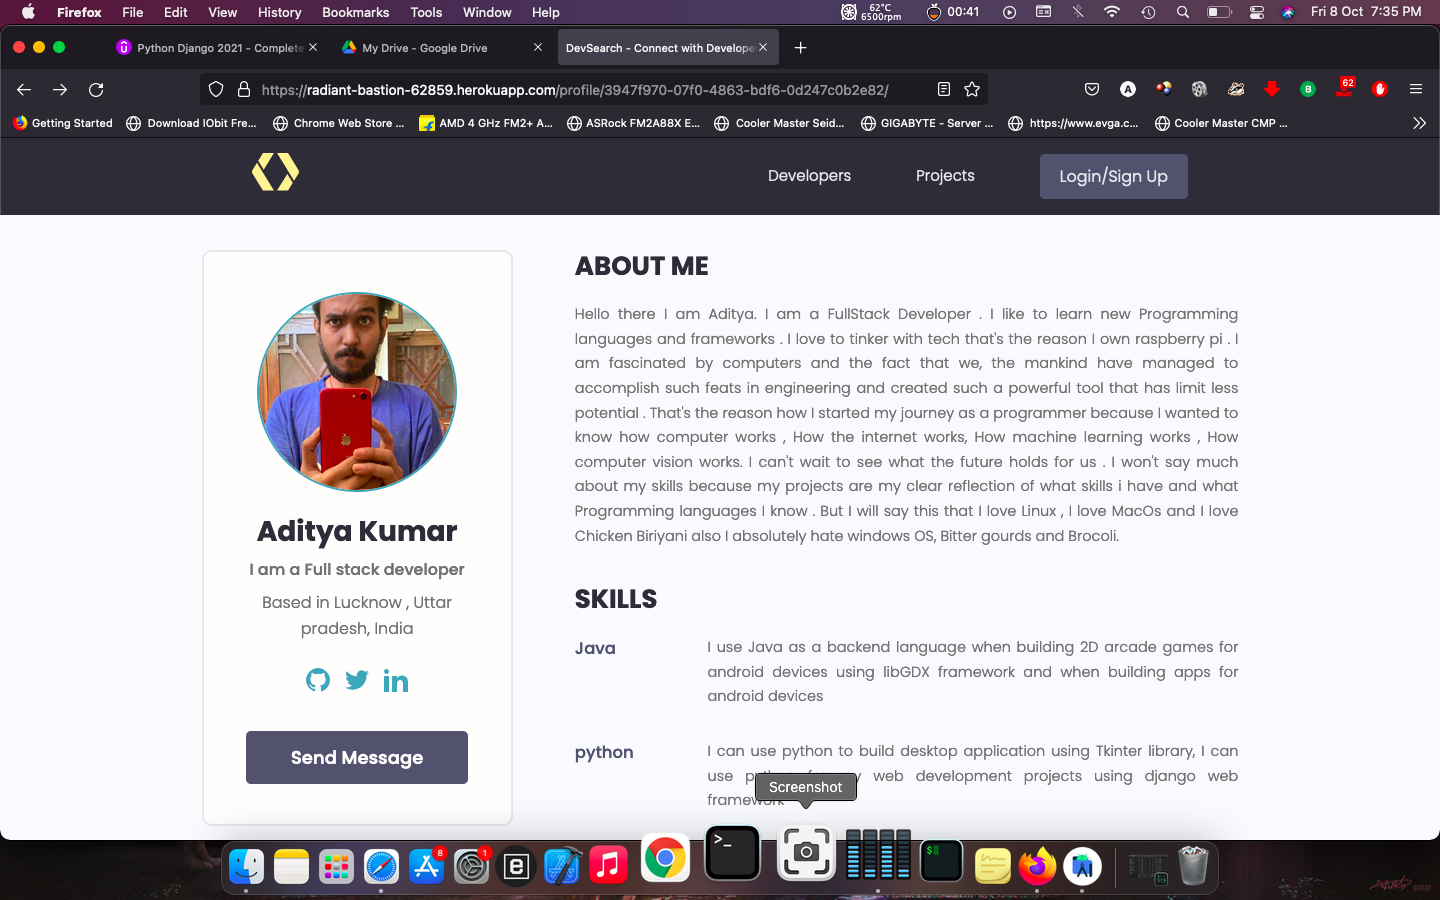 Firefox File Edit View History Bookmarks Tools Window Help 62°C 6500rpm 00:41 Fri 8 Oct 7:35 PM
Python Django 2021 - Complete My Drive - Google Drive DevSearch - Connect with Develope
https://radiant-bastion-62859.herokuapp.com/profile/3947f970-07f0-4863-bdf6-0d247c0b2e82/ A B 62
Getting Started Download IObit Fre... Chrome Web Store ... AMD 4 GHz FM2+ A... ASRock FM2A88X E... Cooler Master Seid... GIGABYTE - Server ... https://www.evga.c... Cooler Master CMP ...
Developers Projects Login/Sign Up
Aditya Kumar
I am a Full stack developer
Based in Lucknow , Uttar
pradesh, India
Send Message
ABOUT ME
Hello there I am Aditya. I am a FullStack Developer . I like to learn new Programming
languages and frameworks . I love to tinker with tech that's the reason I own raspberry pi . I
am fascinated by computers and the fact that we, the mankind have managed to
accomplish such feats in engineering and created such a powerful tool that has limit less
potential . That's the reason how I started my journey as a programmer because I wanted to
know how computer works , How the internet works, How machine learning works , How
computer vision works. I can't wait to see what the future holds for us . I won't say much
about my skills because my projects are my clear reflection of what skills i have and what
Programming languages I know . But I will say this that I love Linux , I love MacOs and I love
Chicken Biriyani also I absolutely hate windows OS, Bitter gourds and Brocoli.
SKILLS
Java
I use Java as a backend language when building 2D arcade games for
android devices using libGDX framework and when building apps for
android devices
python
I can use python to build desktop application using Tkinter library, I can
use web development projects using django web
framework
Screenshot
8 1 >_ $ AI